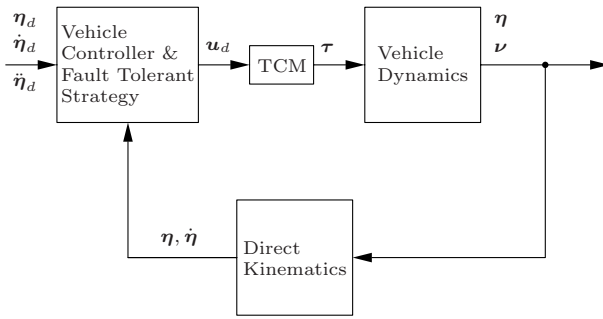 η_d
η̇_d
η̈_d
Vehicle
Controller &
Fault Tolerant
Strategy
u_d
TCM
τ
Vehicle
Dynamics
η
ν
η, η̇
Direct
Kinematics